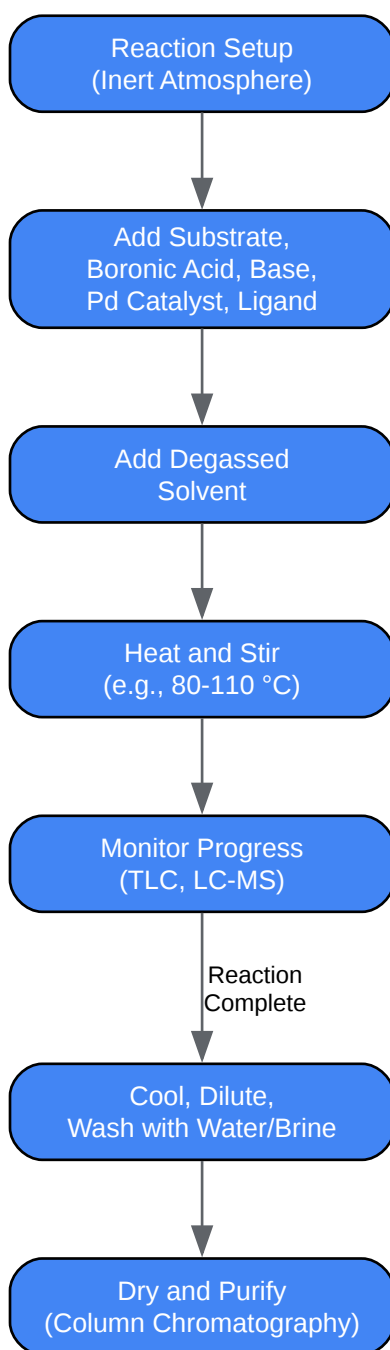 Reaction Setup
(Inert Atmosphere)
Add Substrate,
Boronic Acid, Base,
Pd Catalyst, Ligand
Add Degassed
Solvent
Heat and Stir
(e.g., 80-110 °C)
Monitor Progress
(TLC, LC-MS)
Reaction
Complete
Cool, Dilute,
Wash with Water/Brine
Dry and Purify
(Column Chromatography)